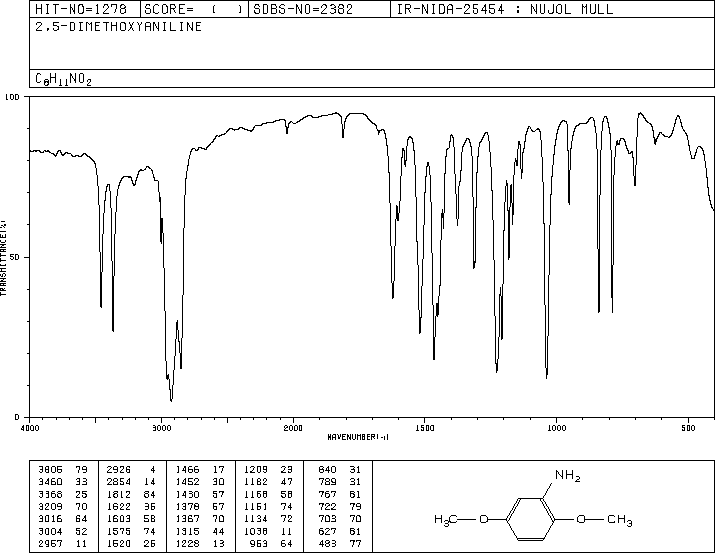 HIT-NO=1278 SCORE= ( ) SDBS-NO=2382 IR-NIDA-25454 : NUJOL MULL
2,5-DIMETHOXYANILINE
C8H11NO2
100
50
0
TRANSMITTANCE(%)
4000 3000 2000 1500 1000 500
WAVENUMBER(-1)
3805 79 2926 4 1466 17 1209 23 840 31
3460 33 2854 14 1452 30 1182 47 789 31
3368 25 1812 84 1430 57 1168 58 767 81
3209 70 1622 36 1378 57 1151 74 722 79
3016 64 1603 58 1367 70 1134 72 703 70
3004 52 1575 74 1315 44 1038 11 627 81
2957 11 1520 26 1228 13 953 64 483 77
NH2
H3C O O CH3